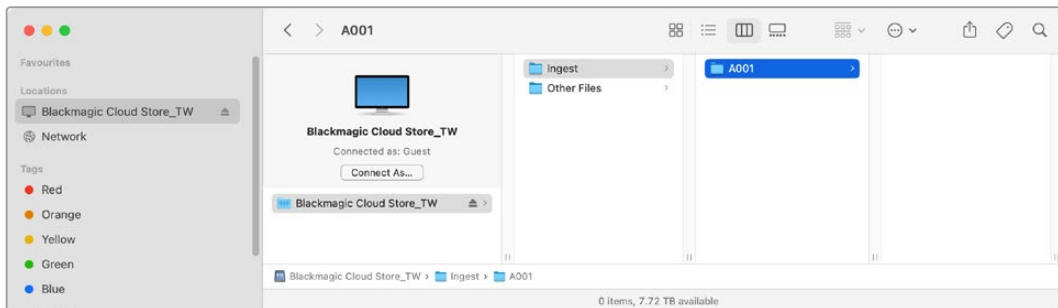 A001
Favourites
Locations
Blackmagic Cloud Store_TW
Network
Tags
Red
Orange
Yellow
Green
Blue
Blackmagic Cloud Store_TW
Connected as: Guest
Connect As...
Blackmagic Cloud Store_TW
Ingest
Other Files
A001
Blackmagic Cloud Store_TW › Ingest › A001
0 items, 7.72 TB available